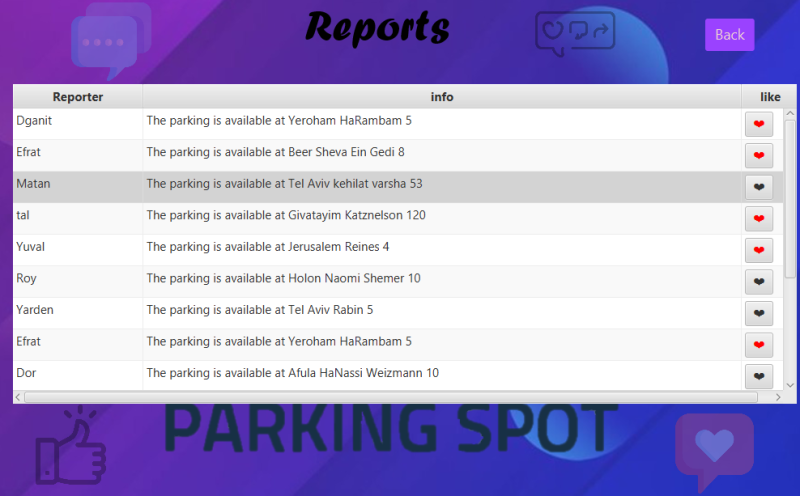 Reports
Back
Reporter info like
Dganit The parking is available at Yeroham HaRambam 5
Efrat The parking is available at Beer Sheva Ein Gedi 8
Matan The parking is available at Tel Aviv kehilat varsha 53
tal The parking is available at Givatayim Katznelson 120
Yuval The parking is available at Jerusalem Reines 4
Roy The parking is available at Holon Naomi Shemer 10
Yarden The parking is available at Tel Aviv Rabin 5
Efrat The parking is available at Yeroham HaRambam 5
Dor The parking is available at Afula HaNassi Weizmann 10
PARKING SPOT